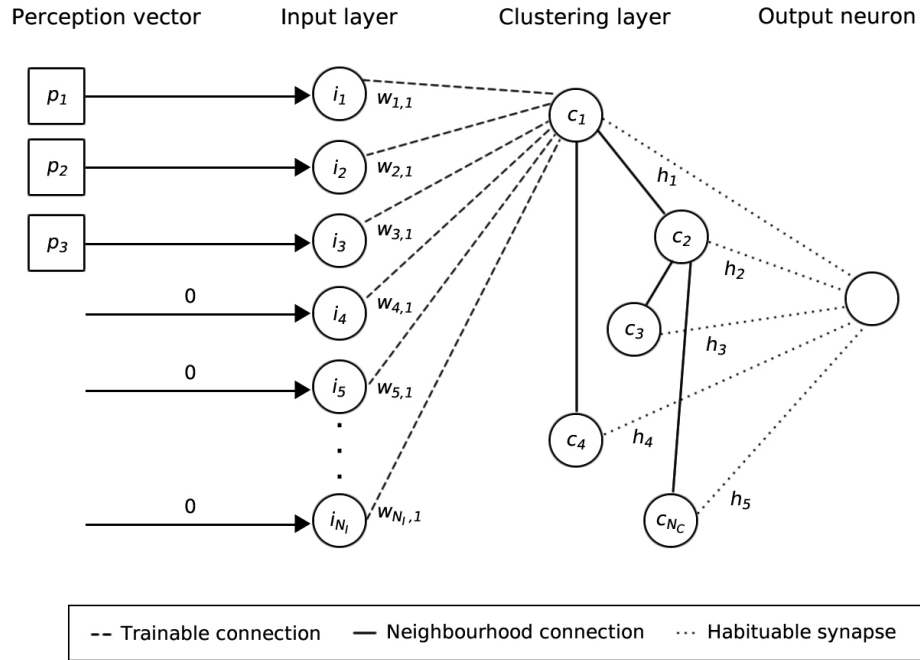 Perception vector Input layer Clustering layer Output neuron
p1 i1 w1,1 c1
p2 i2 w2,1 h1
p3 i3 w3,1 c2 h2
0 i4 w4,1 c3 h3
0 i5 w5,1 c4 h4
. . .
0 iNI wNI,1 cNC h5
Trainable connection Neighbourhood connection Habituable synapse